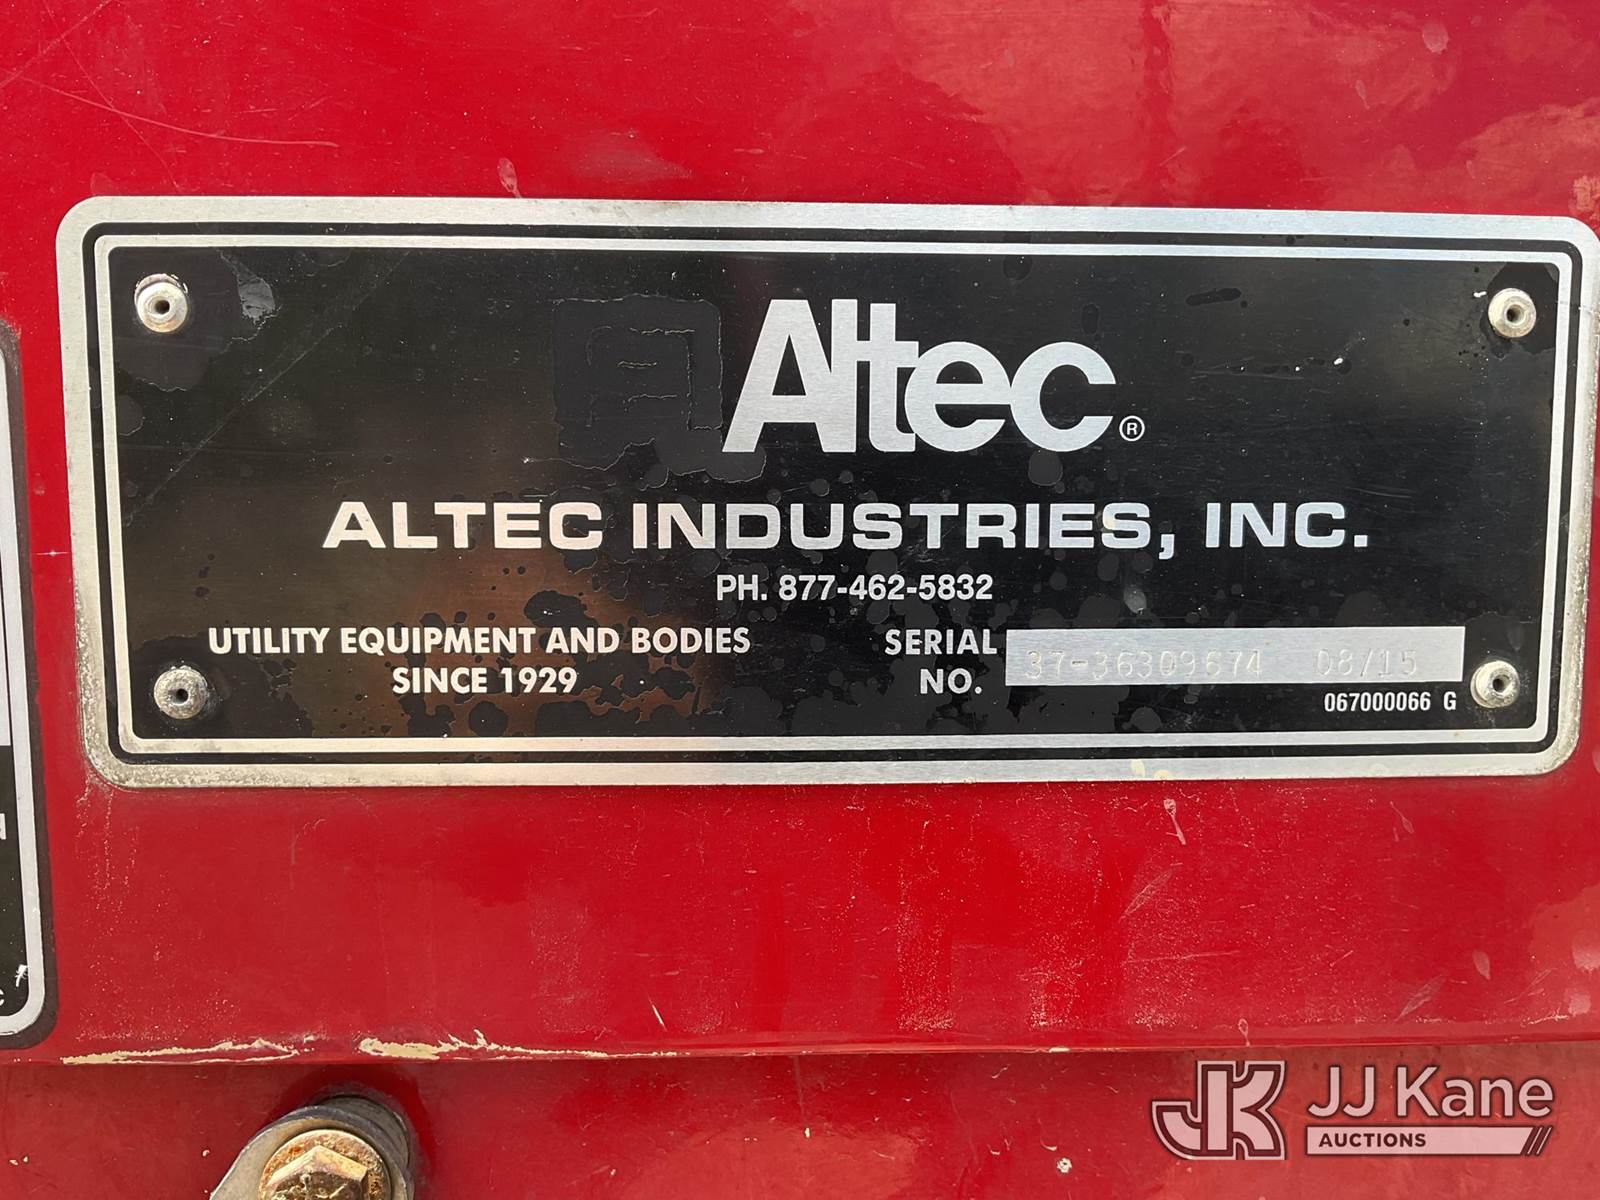 Altec®
ALTEC INDUSTRIES, INC.
PH. 877-462-5832
UTILITY EQUIPMENT AND BODIES
SINCE 1929
SERIAL
NO.
37-36309674 08/15
067000066 G
JK JJ Kane
AUCTIONS